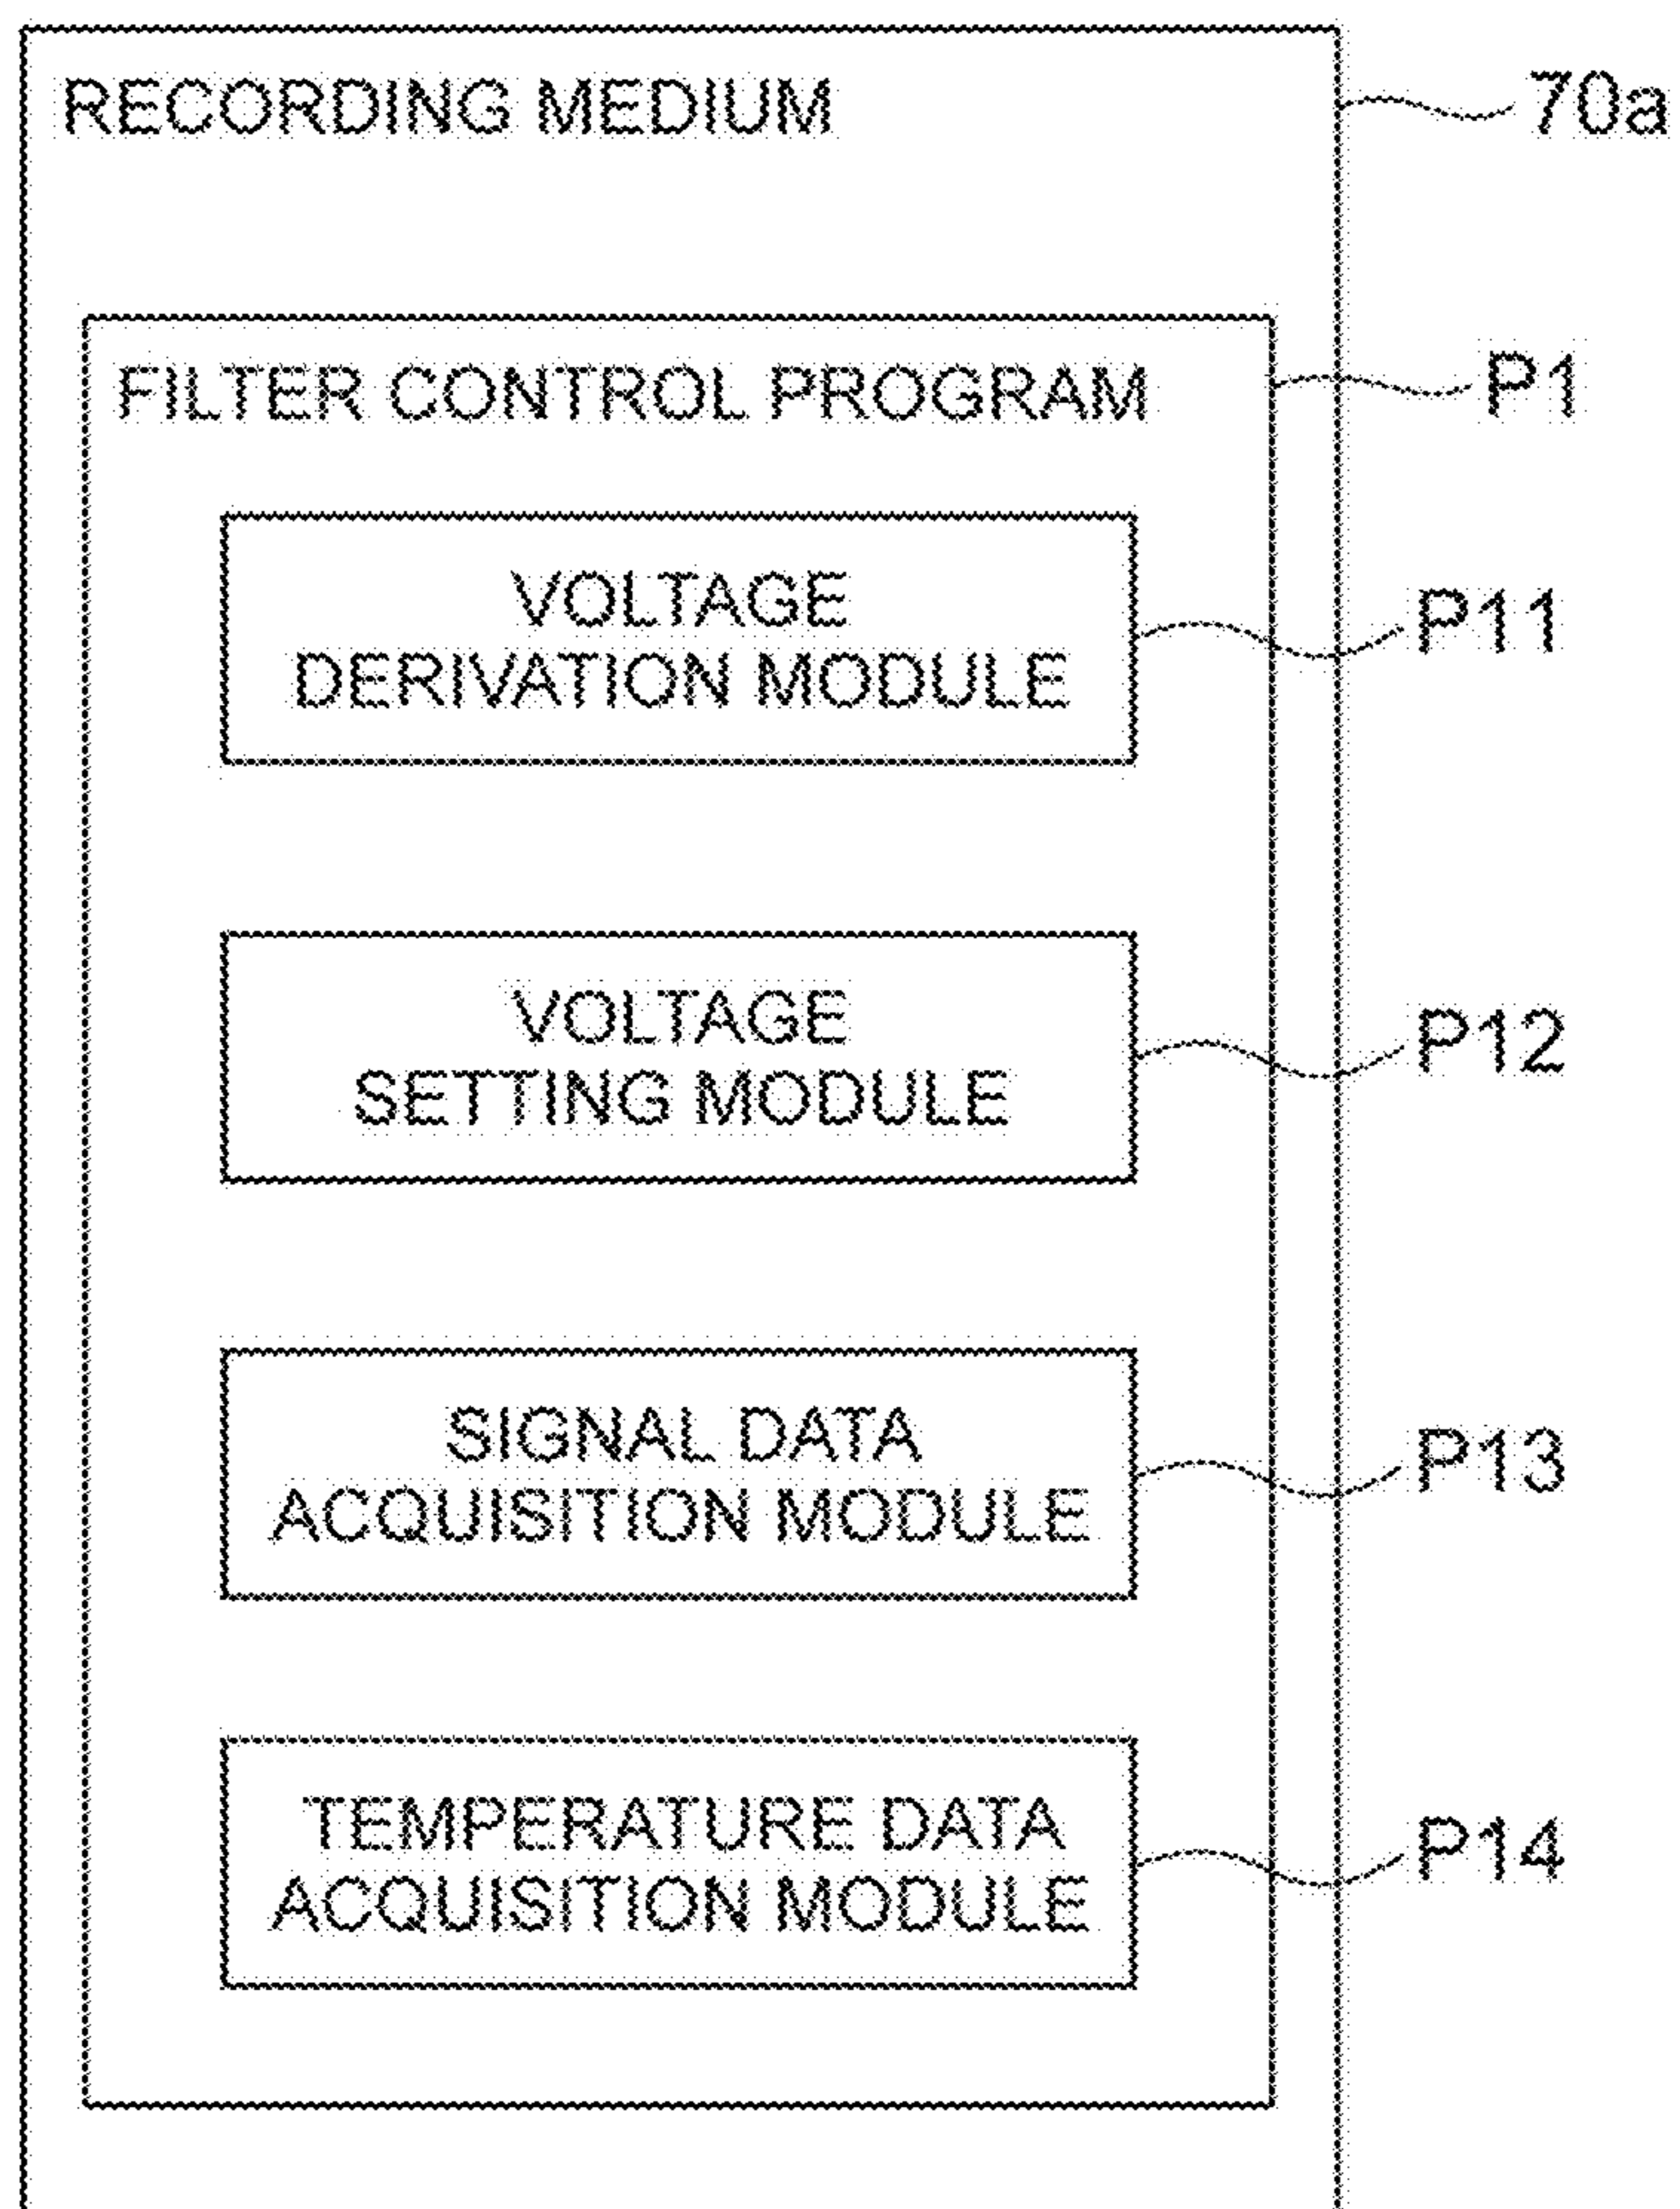 RECORDING MEDIUM
70a
FILTER CONTROL PROGRAM
P1
VOLTAGE
DERIVATION MODULE
P11
VOLTAGE
SETTING MODULE
P12
SIGNAL DATA
ACQUISITION MODULE
P13
TEMPERATURE DATA
ACQUISITION MODULE
P14